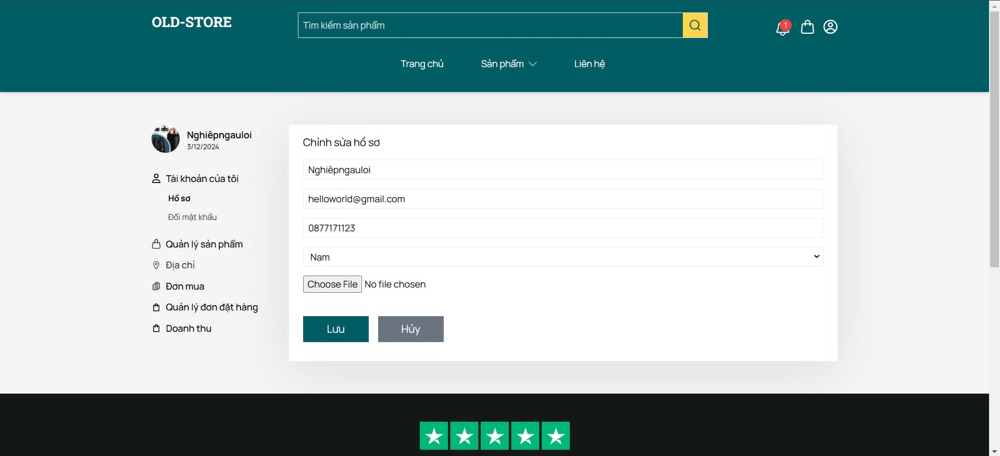 OLD-STORE
Tìm kiếm sản phẩm
1
Trang chủ
Sản phẩm
Liên hệ
Nghiêpngauloi
3/12/2024
Tài khoản của tôi
Hồ sơ
Đổi mật khẩu
Quản lý sản phẩm
Địa chỉ
Đơn mua
Quản lý đơn đặt hàng
Doanh thu
Chỉnh sửa hồ sơ
Nghiêpngauloi
helloworld@gmail.com
0877171123
Nam
Choose File No file chosen
Lưu
Hủy